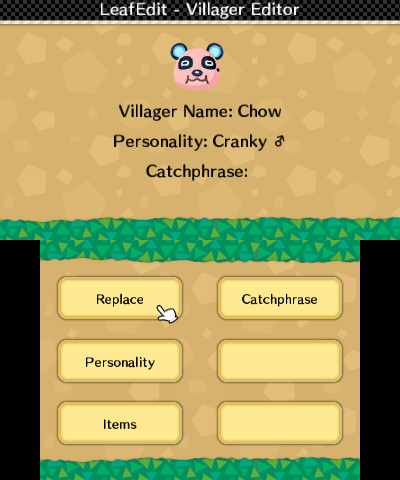 LeafEdit - Villager Editor
Villager Name: Chow
Personality: Cranky ♂
Catchphrase:
Replace
Catchphrase
Personality
Items